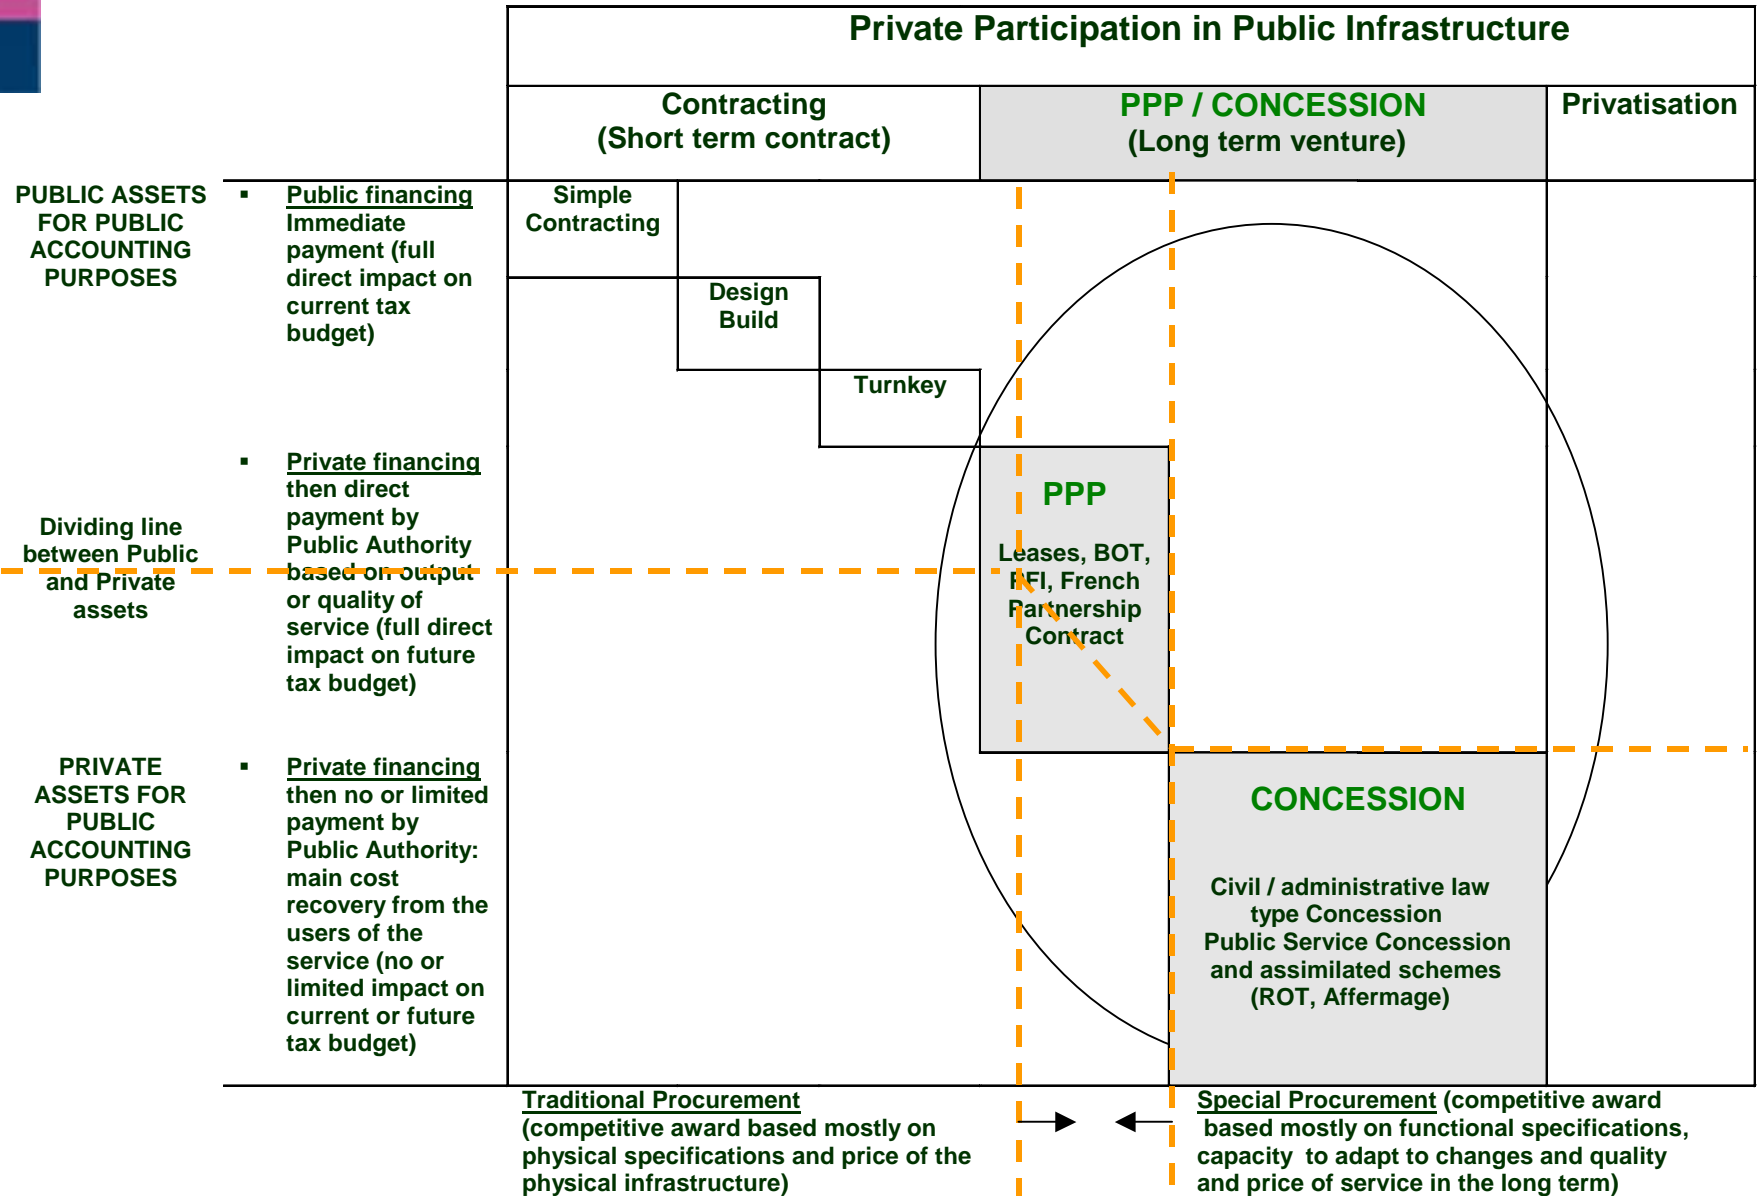 Private Participation in Public Infrastructure
Contracting
(Short term contract)
PPP / CONCESSION
(Long term venture)
Privatisation
PUBLIC ASSETS
FOR PUBLIC
ACCOUNTING
PURPOSES
▪ Public financing
Immediate
payment (full
direct impact on
current tax
budget)
Simple
Contracting
Design
Build
Turnkey
Dividing line
between Public
and Private
assets
▪ Private financing
then direct
payment by
Public Authority
based on output
or quality of
service (full direct
impact on future
tax budget)
PPP
Leases, BOT,
PFI, French
Partnership
Contract
PRIVATE
ASSETS FOR
PUBLIC
ACCOUNTING
PURPOSES
▪ Private financing
then no or limited
payment by
Public Authority:
main cost
recovery from the
users of the
service (no or
limited impact on
current or future
tax budget)
CONCESSION
Civil / administrative law
type Concession
Public Service Concession
and assimilated schemes
(ROT, Affermage)
Traditional Procurement
(competitive award based mostly on
physical specifications and price of the
physical infrastructure)
Special Procurement (competitive award
based mostly on functional specifications,
capacity to adapt to changes and quality
and price of service in the long term)